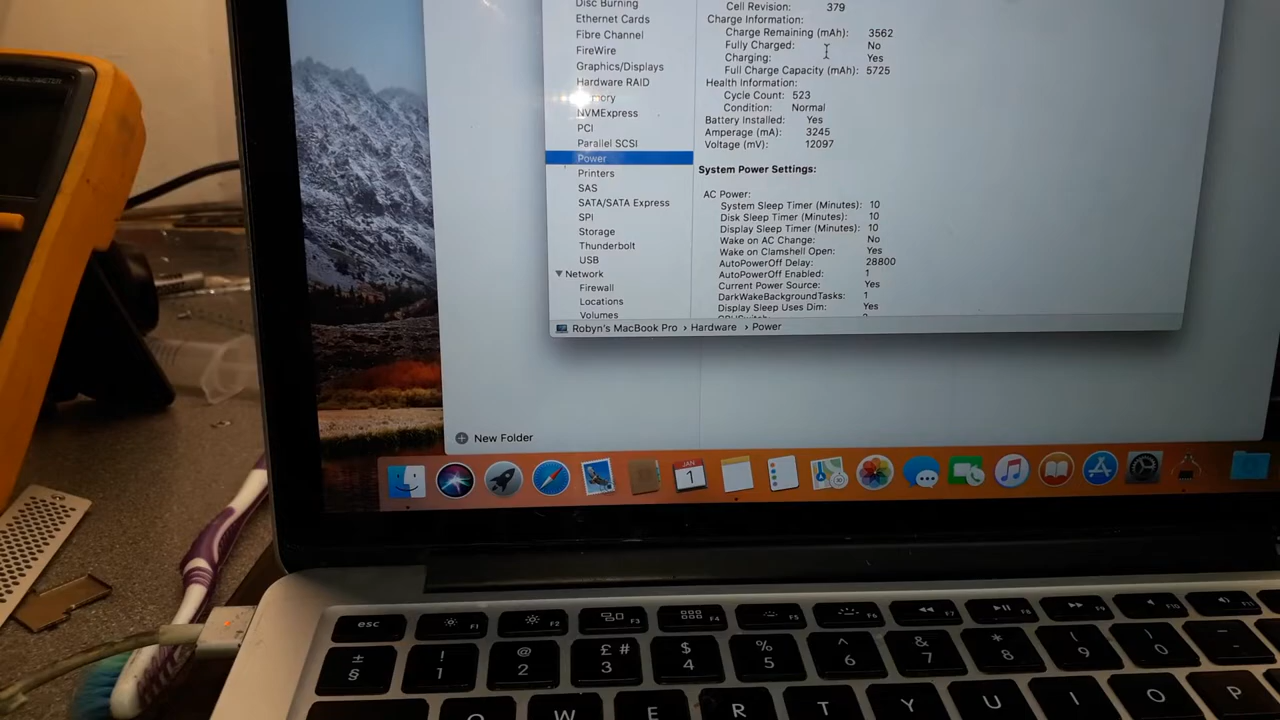 DIGITAL MULTIMETER
Disc Burning
Ethernet Cards
Fibre Channel
FireWire
Graphics/Displays
Hardware RAID
NVMExpress
PCI
Parallel SCSI
Power
Printers
SAS
SATA/SATA Express
SPI
Storage
Thunderbolt
USB
Network
Firewall
Locations
Volumes
Cell Revision: 379
Charge Information:
Charge Remaining (mAh): 3562
Fully Charged: No
Charging: Yes
Full Charge Capacity (mAh): 5725
Health Information:
Cycle Count: 523
Condition: Normal
Battery Installed: Yes
Amperage (mA): 3245
Voltage (mV): 12097
System Power Settings:
AC Power:
System Sleep Timer (Minutes): 10
Disk Sleep Timer (Minutes): 10
Display Sleep Timer (Minutes): 10
Wake on AC Change: No
Wake on Clamshell Open: Yes
AutoPowerOff Delay: 28800
AutoPowerOff Enabled: 1
Current Power Source: Yes
DarkWakeBackgroundTasks: 1
Display Sleep Uses Dim: Yes
Robyn's MacBook Pro › Hardware › Power
New Folder
JAN
1
esc F1 F2 F3 F4 F5 F6 F7 F8 F9 F10
± ! @ £ # $ % ^ & * ( ) _
§ 1 2 3 4 5 6 7 8 9 0 -
Q W E R T Y U I O P